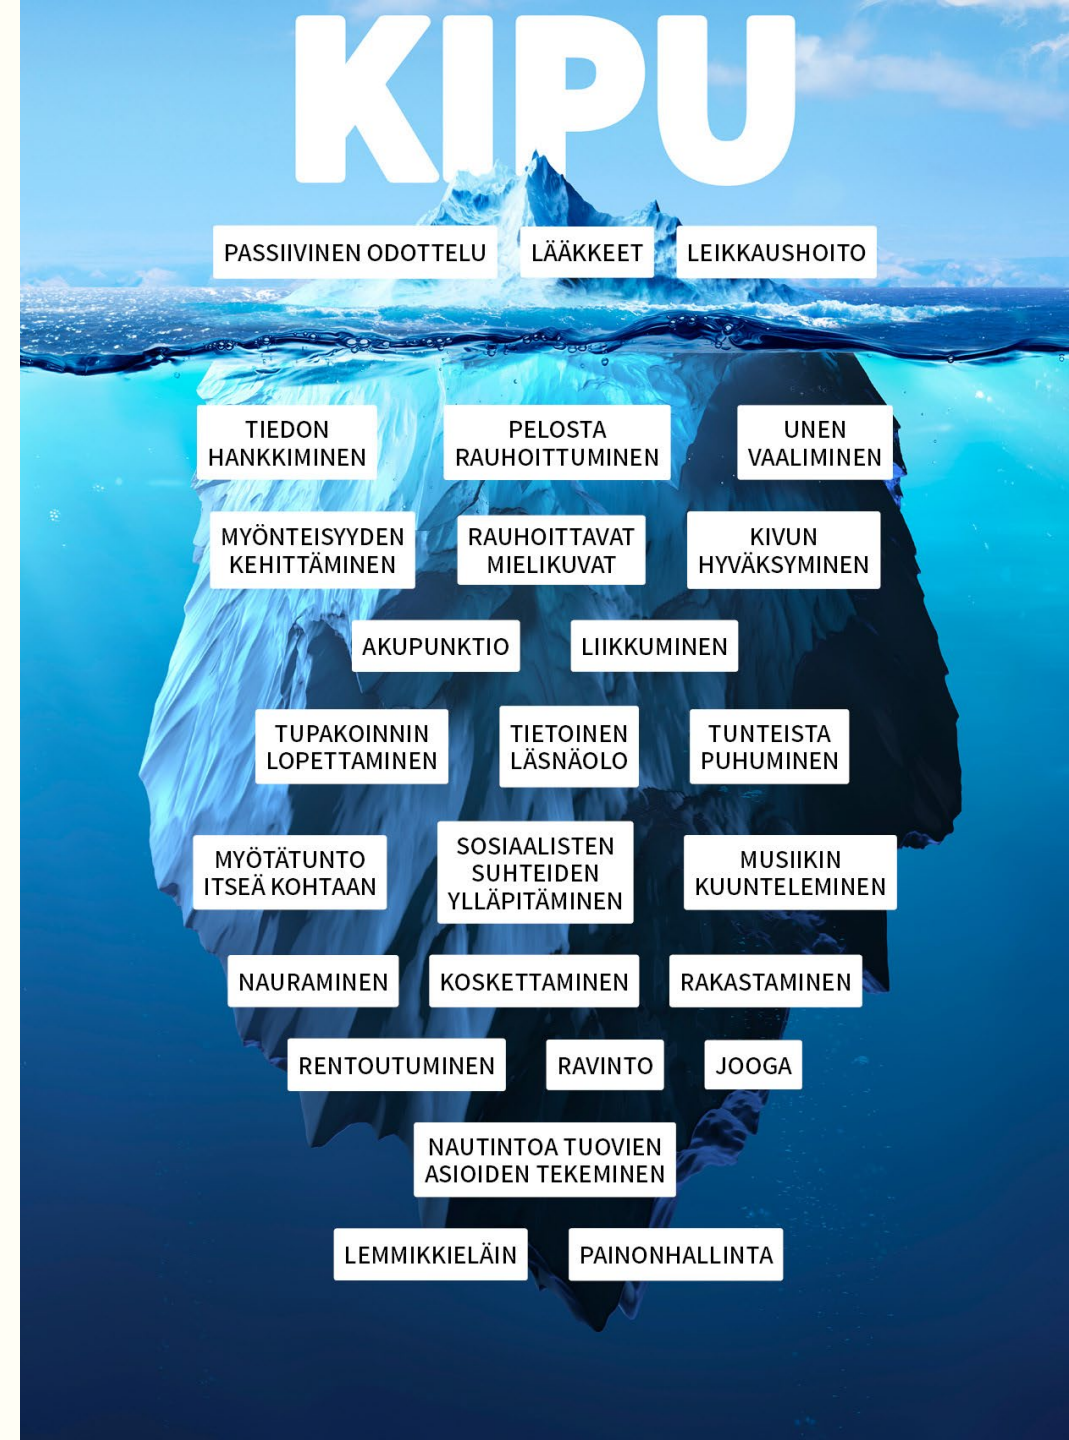 KIPU
PASSIIVINEN ODOTTELU
LÄÄKKEET
LEIKKAUSHOITO
TIEDON
HANKKIMINEN
PELOSTA
RAUHOITTUMINEN
UNEN
VAALIMINEN
MYÖNTEISYYDEN
KEHITTÄMINEN
RAUHOITTAVAT
MIELIKUVAT
KIVUN
HYVÄKSYMINEN
AKUPUNKTIO
LIIKKUMINEN
TUPAKOINNIN
LOPETTAMINEN
TIETOINEN
LÄSNÄOLO
TUNTEISTA
PUHUMINEN
MYÖTÄTUNTO
ITSEÄ KOHTAAN
SOSIAALISTEN
SUHTEIDEN
YLLÄPITÄMINEN
MUSIIKIN
KUUNTELEMINEN
NAURAMINEN
KOSKETTAMINEN
RAKASTAMINEN
RENTOUTUMINEN
RAVINTO
JOOGA
NAUTINTOA TUOVIEN
ASIOIDEN TEKEMINEN
LEMMIKKIELÄIN
PAINONHALLINTA